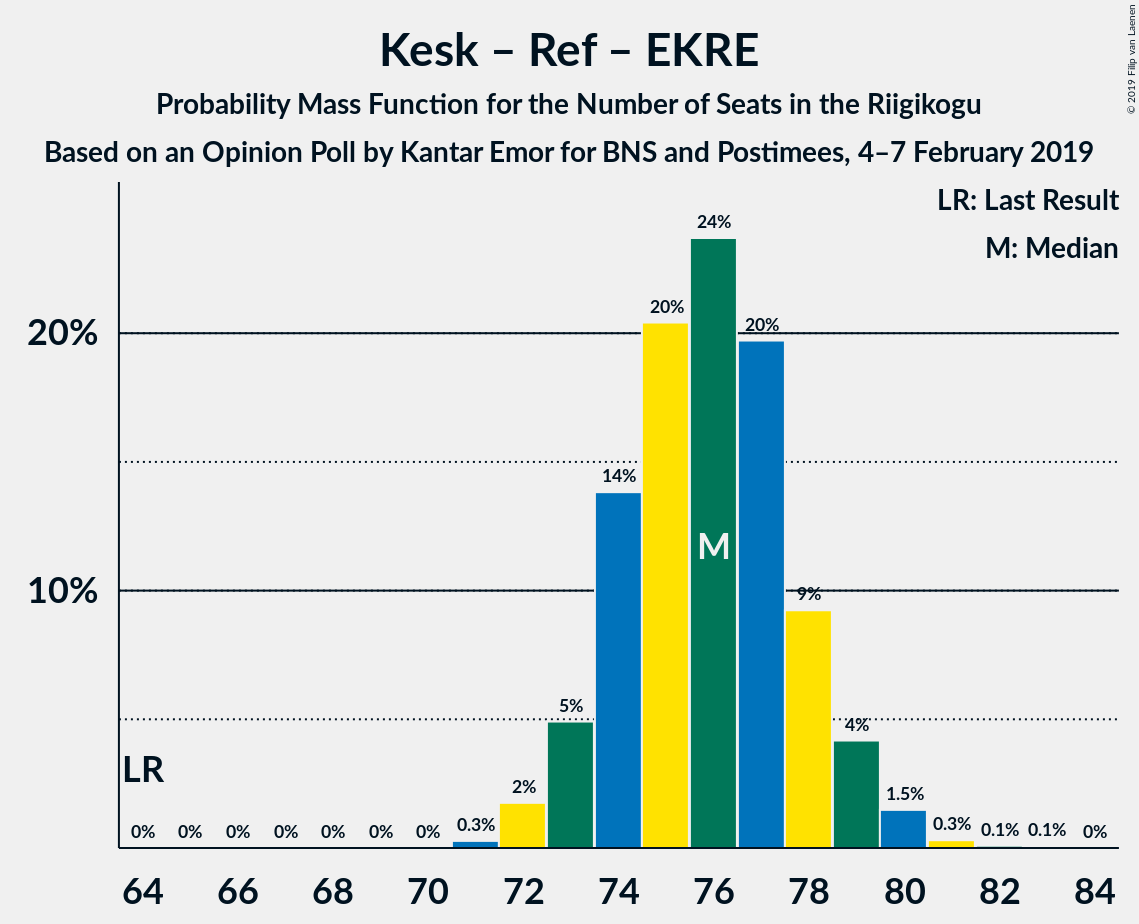 Kesk – Ref – EKRE
Probability Mass Function for the Number of Seats in the Riigikogu
Based on an Opinion Poll by Kantar Emor for BNS and Postimees, 4–7 February 2019
© 2019 Filip van Laenen
LR: Last Result
M: Median
24%
20%
20%
20%
14%
M
10%
9%
5%
4%
LR
2%
1.5%
0% 0% 0% 0% 0% 0% 0% 0.3% 0.3% 0.1% 0.1% 0%
64 66 68 70 72 74 76 78 80 82 84